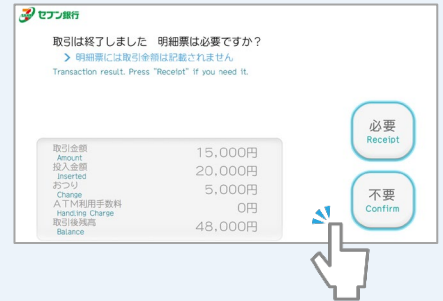 セブン銀行
取引は終了しました 明細票は必要ですか？
> 明細票には取引金額は記載されません
Transaction result. Press "Receipt" if you need it.
必要
Receipt
取引金額 15,000円
Amount
投入金額 20,000円
Inserted
おつり 5,000円
Change
ATM利用手数料 0円
Handling Charge
取引後残高 48,000円
Balance
不要
Confirm